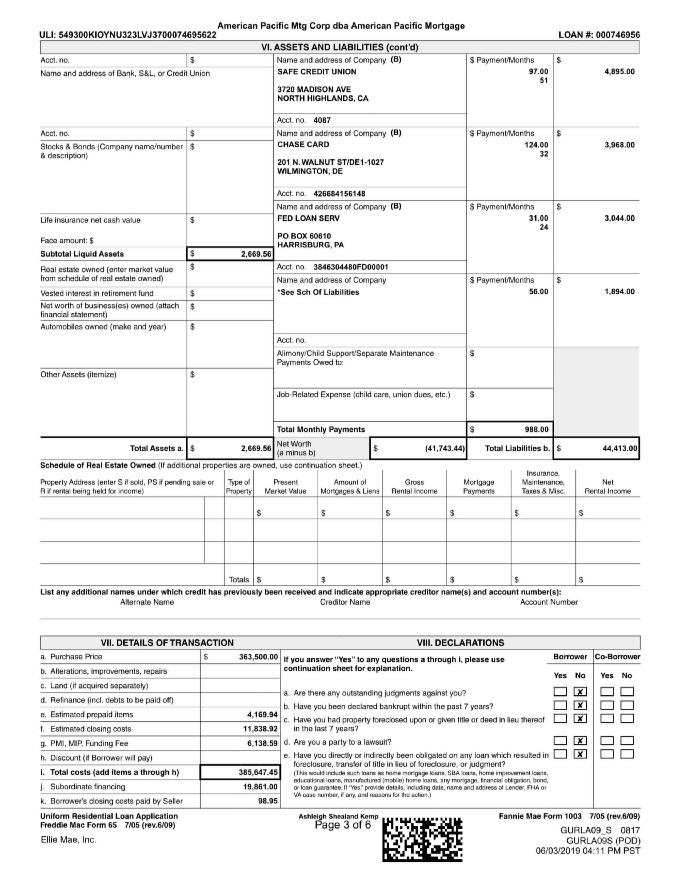 American Pacific Mtg Corp dba American Pacific Mortgage
ULI: 549300KIOYNU323LVJ3700074695622 LOAN #: 000746956
VI. ASSETS AND LIABILITIES (cont'd)
Acct. no. $ Name and address of Company (B) $ Payment/Months $
Name and address of Bank, S&L, or Credit Union SAFE CREDIT UNION 97.00 4,895.00
51
3720 MADISON AVE
NORTH HIGHLANDS, CA
Acct. no. 4087
Acct. no. $ Name and address of Company (B) $ Payment/Months $
Stocks & Bonds (Company name/number $ CHASE CARD 124.00 3,968.00
& description) 32
201 N. WALNUT ST/DE1-1027
WILMINGTON, DE
Acct. no. 426684156148
Name and address of Company (B) $ Payment/Months $
Life insurance net cash value $ FED LOAN SERV 31.00 3,044.00
24
PO BOX 60610
Face amount: $ HARRISBURG, PA
Subtotal Liquid Assets $ 2,669.56
Real estate owned (enter market value $ Acct. no. 3846304480FD00001
from schedule of real estate owned) Name and address of Company $ Payment/Months $
Vested interest in retirement fund $ *See Sch Of Liabilities 56.00 1,894.00
Net worth of business(es) owned (attach $
financial statement)
Automobiles owned (make and year) $
Acct. no.
Alimony/Child Support/Separate Maintenance $
Payments Owed to:
Other Assets (itemize) $
Job-Related Expense (child care, union dues, etc.) $
Total Monthly Payments $ 988.00
Total Assets a. $ 2,669.56 Net Worth $ (41,743.44) Total Liabilities b. $ 44,413.00
(a minus b)
Schedule of Real Estate Owned (If additional properties are owned, use continuation sheet.)
Insurance,
Property Address (enter S if sold, PS if pending sale or Type of Present Amount of Gross Mortgage Maintenance, Net
R if rental being held for income) Property Market Value Mortgages & Liens Rental Income Payments Taxes & Misc. Rental Income
$ $ $ $ $ $
Totals $ $ $ $ $ $
List any additional names under which credit has previously been received and indicate appropriate creditor name(s) and account number(s):
Alternate Name Creditor Name Account Number
VII. DETAILS OF TRANSACTION VIII. DECLARATIONS
a. Purchase Price $ 363,500.00 If you answer "Yes" to any questions a through i, please use Borrower Co-Borrower
b. Alterations, improvements, repairs continuation sheet for explanation.
Yes No Yes No
c. Land (if acquired separately)
d. Refinance (incl. debts to be paid off) a. Are there any outstanding judgments against you? X
b. Have you been declared bankrupt within the past 7 years? X
e. Estimated prepaid items 4,169.94 c. Have you had property foreclosed upon or given title or deed in lieu thereof X
f. Estimated closing costs 11,838.92 in the last 7 years?
g. PMI, MIP, Funding Fee 6,138.59 d. Are you a party to a lawsuit? X
h. Discount (if Borrower will pay) e. Have you directly or indirectly been obligated on any loan which resulted in X
foreclosure, transfer of title in lieu of foreclosure, or judgment?
i. Total costs (add items a through h) 385,647.45 (This would include such loans as home mortgage loans, SBA loans, home improvement loans,
educational loans, manufactured (mobile) home loans, any mortgage, financial obligation, bond,
j. Subordinate financing 19,861.00 or loan guarantee. If "Yes," provide details, including date, name and address of Lender, FHA or
k. Borrower's closing costs paid by Seller 98.95 VA case number, if any, and reasons for the action.)
Uniform Residential Loan Application Ashleigh Shealand Kemp Fannie Mae Form 1003 7/05 (rev.6/09)
Freddie Mac Form 65 7/05 (rev.6/09) Page 3 of 6
GURLA09_S 0817
Ellie Mae, Inc. GURLA09S (POD)
06/03/2019 04:11 PM PST